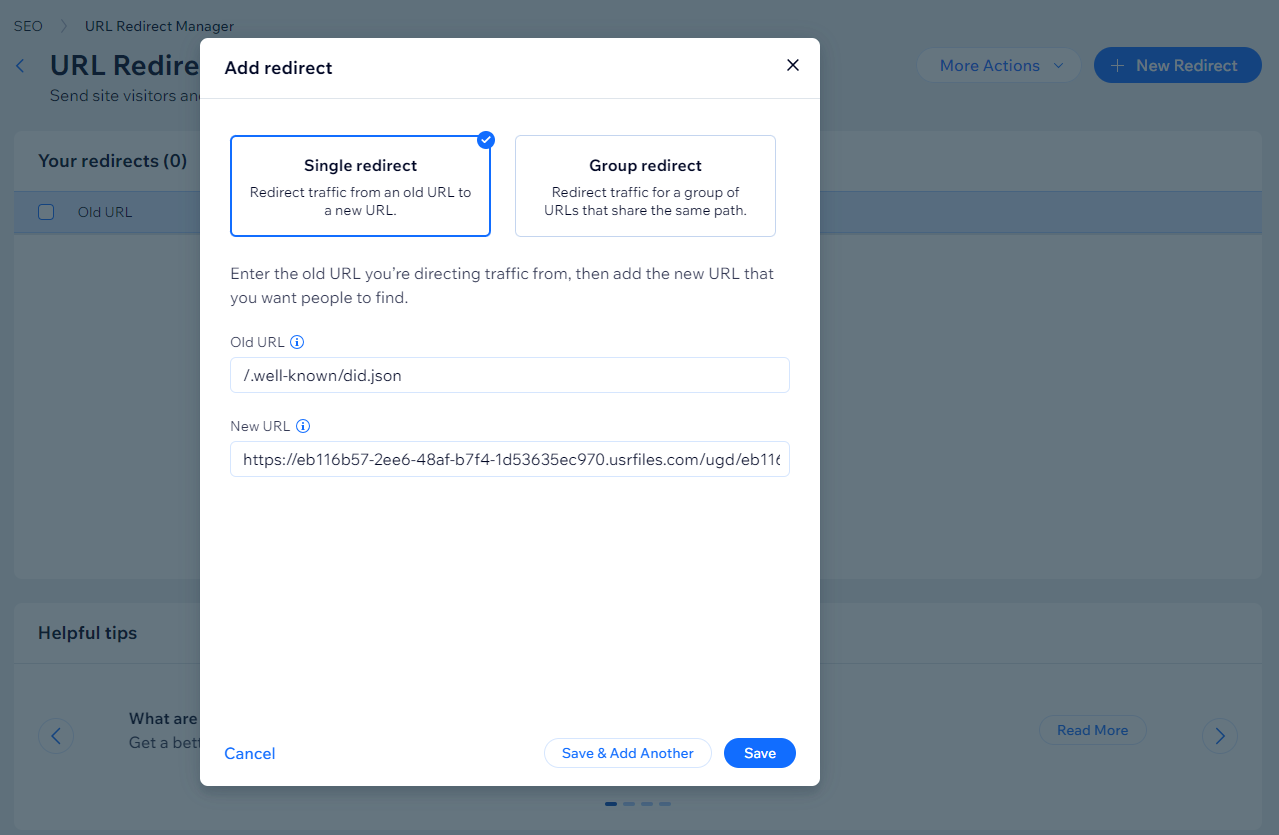 SEO
URL Redirect Manager
URL Redire
Send site visitors an
More Actions
New Redirect
Your redirects (0)
Old URL
Add redirect
Single redirect
Redirect traffic from an old URL to
a new URL.
Group redirect
Redirect traffic for a group of
URLs that share the same path.
Enter the old URL you’re directing traffic from, then add the new URL that
you want people to find.
Old URL
/.well-known/did.json
New URL
https://eb116b57-2ee6-48af-b7f4-1d53635ec970.usrfiles.com/ugd/eb116
Cancel
Save & Add Another
Save
Helpful tips
What are
Get a bett
Read More